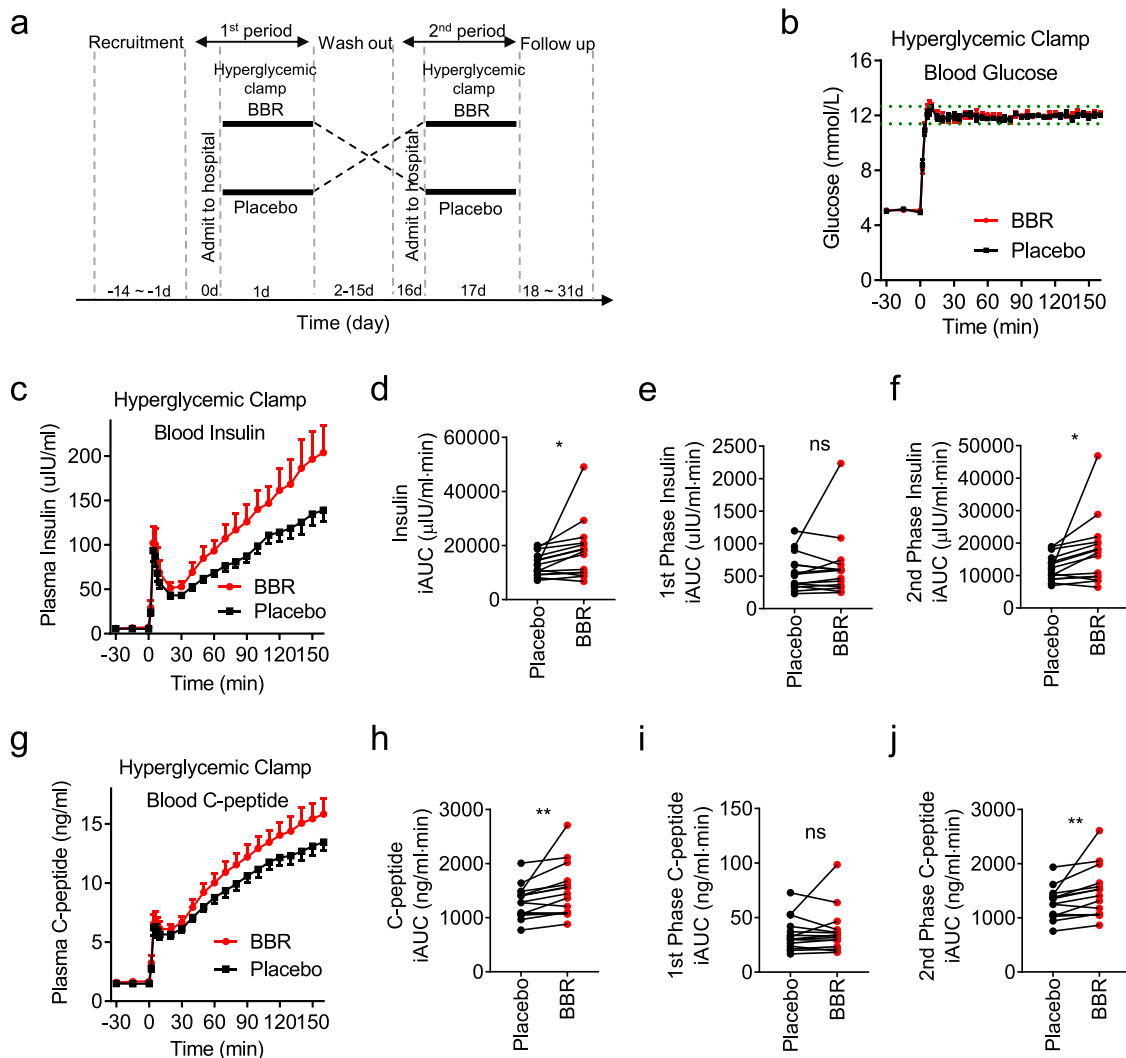 a
Recruitment
1st period
Wash out
2nd period
Follow up
Admit to hospital
Hyperglycemic
clamp
BBR
Placebo
Admit to hospital
Hyperglycemic
clamp
BBR
Placebo
-14 ~ -1d 0d 1d 2-15d 16d 17d 18 ~ 31d
Time (day)
b
Hyperglycemic Clamp
Blood Glucose
Glucose (mmol/L)
16
12
8
4
0
BBR
Placebo
-30 0 30 60 90 120 150
Time (min)
c
Hyperglycemic Clamp
Blood Insulin
Plasma Insulin (uIU/ml)
200
150
100
50
0
BBR
Placebo
-30 0 30 60 90 120 150
Time (min)
d
Insulin
iAUC (μIU/ml·min)
60000
40000
20000
0
*
Placebo
BBR
e
1st Phase Insulin
iAUC (uIU/ml·min)
2500
2000
1500
1000
500
0
ns
Placebo
BBR
f
2nd Phase Insulin
iAUC (μIU/ml·min)
50000
40000
30000
20000
10000
0
*
Placebo
BBR
g
Hyperglycemic Clamp
Blood C-peptide
Plasma C-peptide (ng/ml)
15
10
5
0
BBR
Placebo
-30 0 30 60 90 120 150
Time (min)
h
C-peptide
iAUC (ng/ml·min)
3000
2000
1000
0
**
Placebo
BBR
i
1st Phase C-peptide
iAUC (ng/ml·min)
150
100
50
0
ns
Placebo
BBR
j
2nd Phase C-peptide
iAUC (ng/ml·min)
3000
2000
1000
0
**
Placebo
BBR